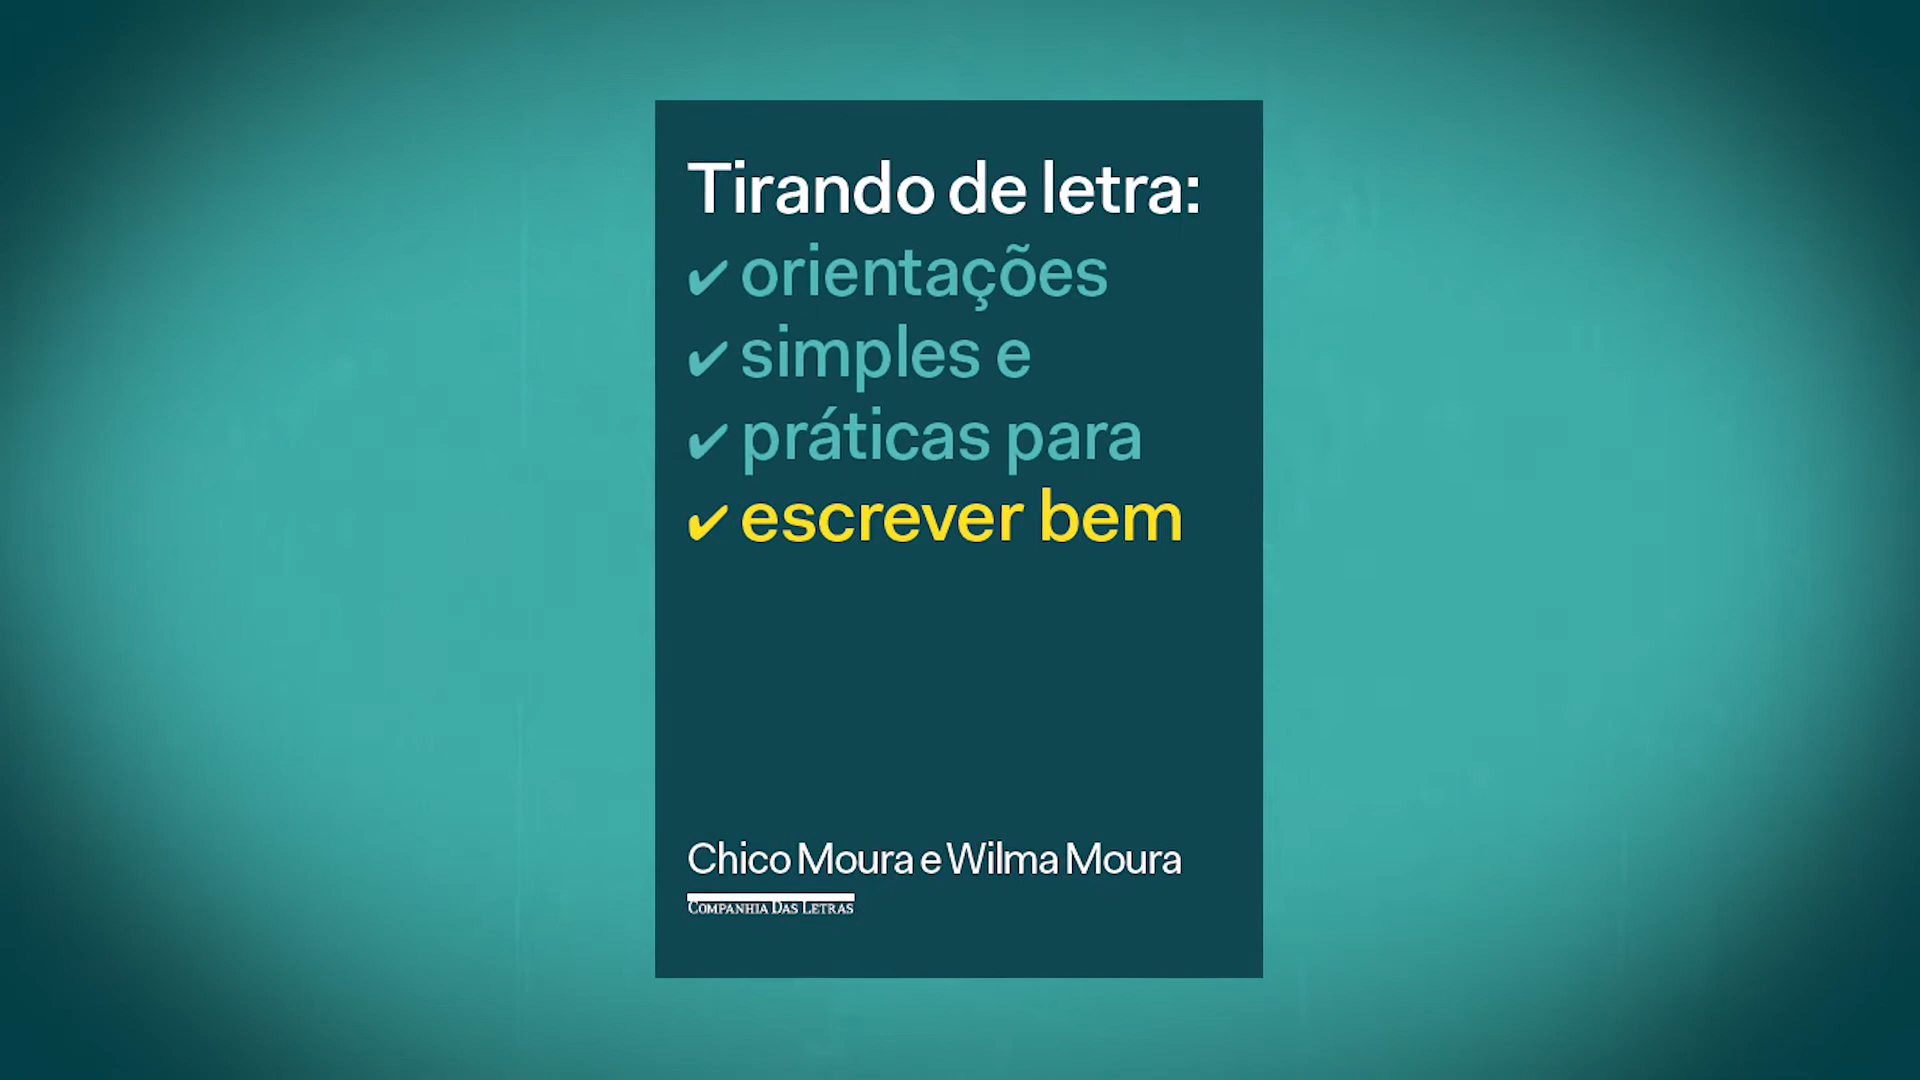 Tirando de letra:
✔ orientações
✔ simples e
✔ práticas para
✔ escrever bem
Chico Moura e Wilma Moura
COMPANHIA DAS LETRAS